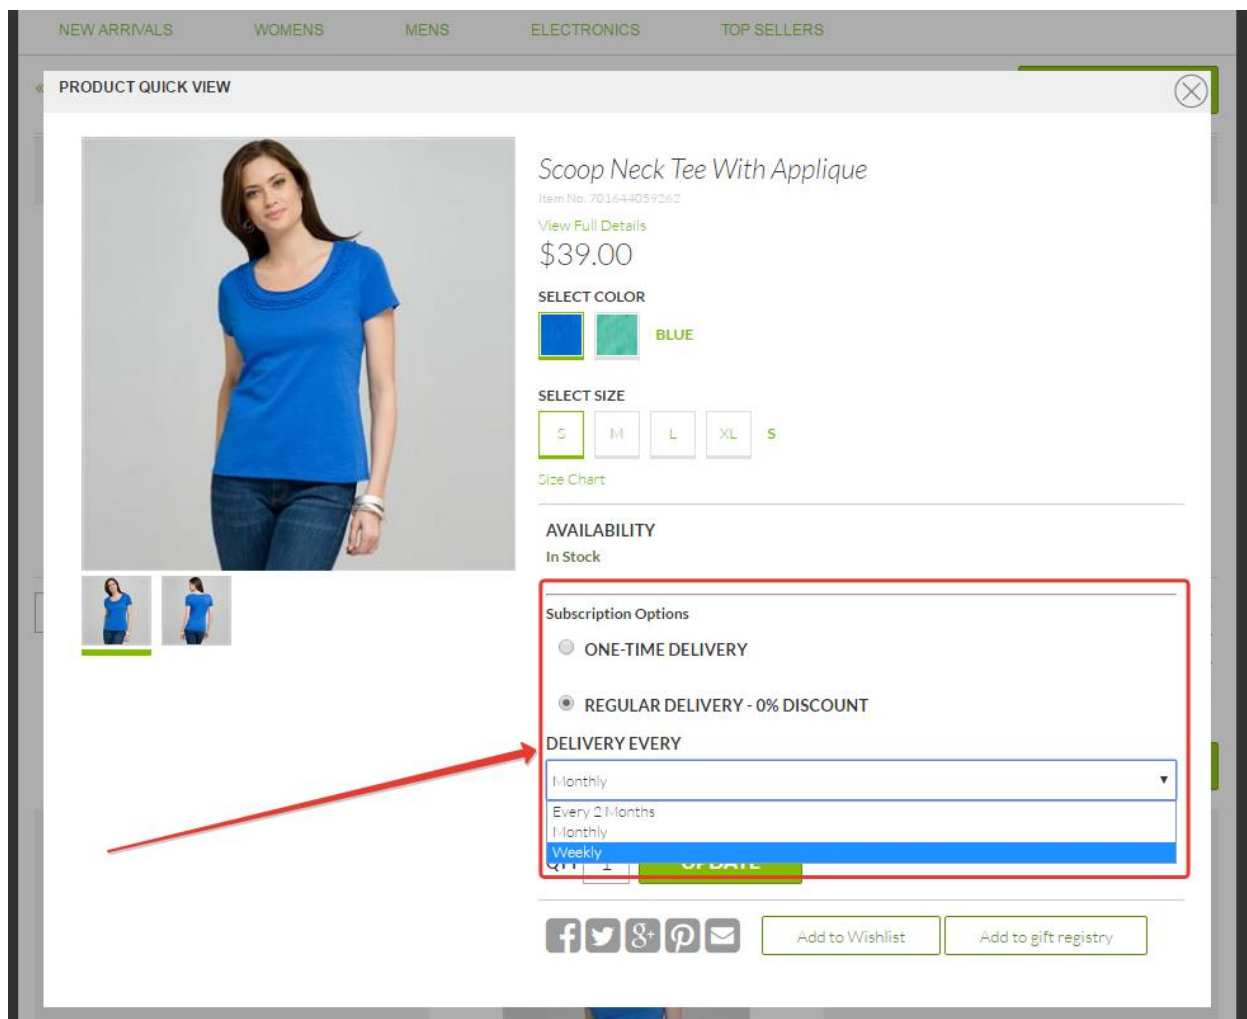 NEW ARRIVALS WOMENS MENS ELECTRONICS TOP SELLERS
«
PRODUCT QUICK VIEW
Scoop Neck Tee With Applique
Item No. 701644059262
View Full Details
$39.00
SELECT COLOR
BLUE
SELECT SIZE
S M L XL S
Size Chart
AVAILABILITY
In Stock
Subscription Options
ONE-TIME DELIVERY
REGULAR DELIVERY - 0% DISCOUNT
DELIVERY EVERY
Monthly
Every 2 Months
Monthly
Weekly
QTY 1 UPDATE
Add to Wishlist Add to gift registry